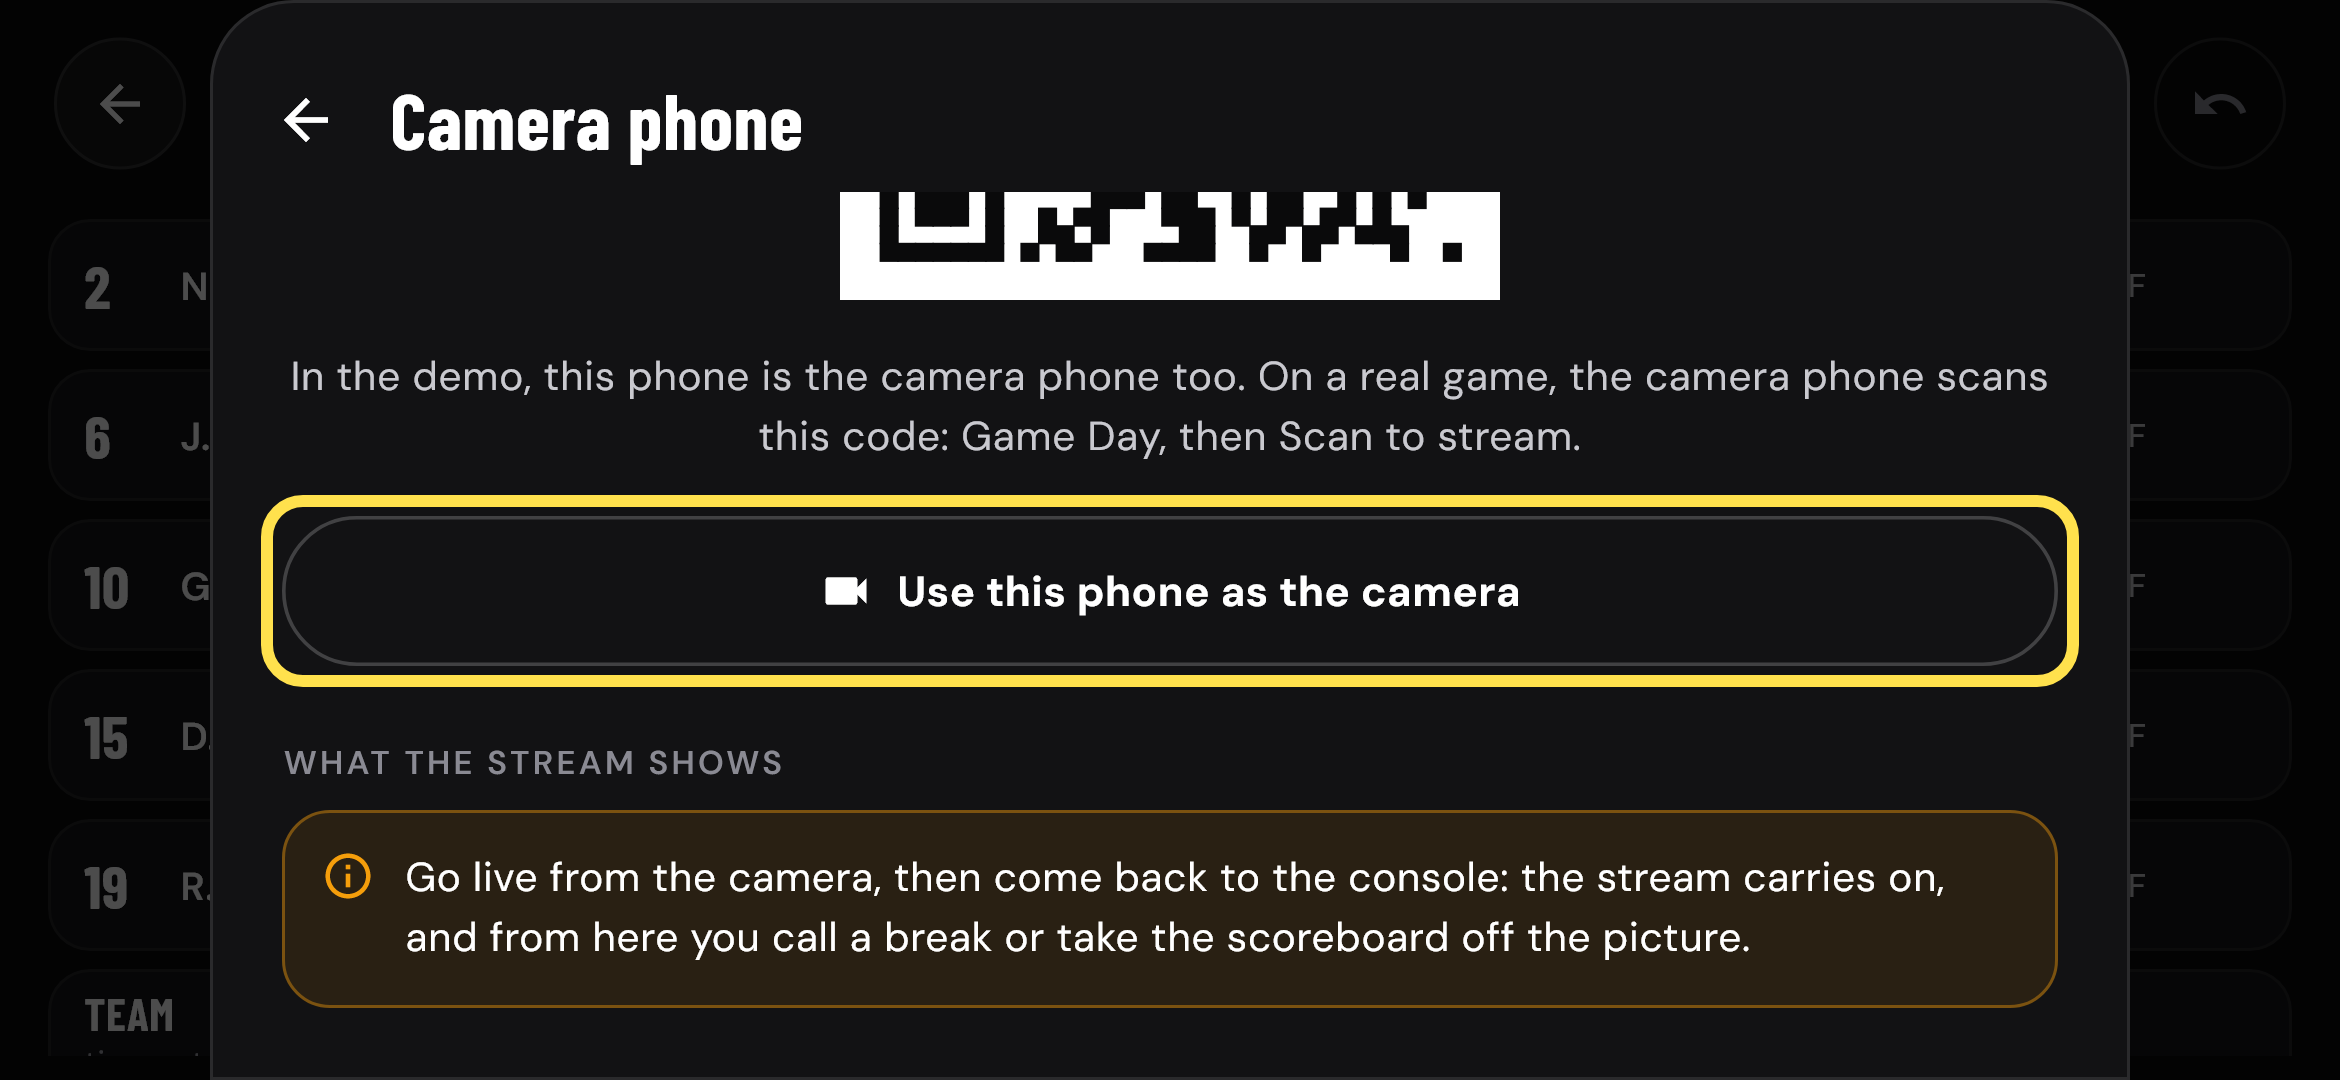 Camera phone
In the demo, this phone is the camera phone too. On a real game, the camera phone scans
this code: Game Day, then Scan to stream.
Use this phone as the camera
WHAT THE STREAM SHOWS
Go live from the camera, then come back to the console: the stream carries on,
and from here you call a break or take the scoreboard off the picture.
2 N F
6 J. F
10 G F
15 D. F
19 R. F
TEAM